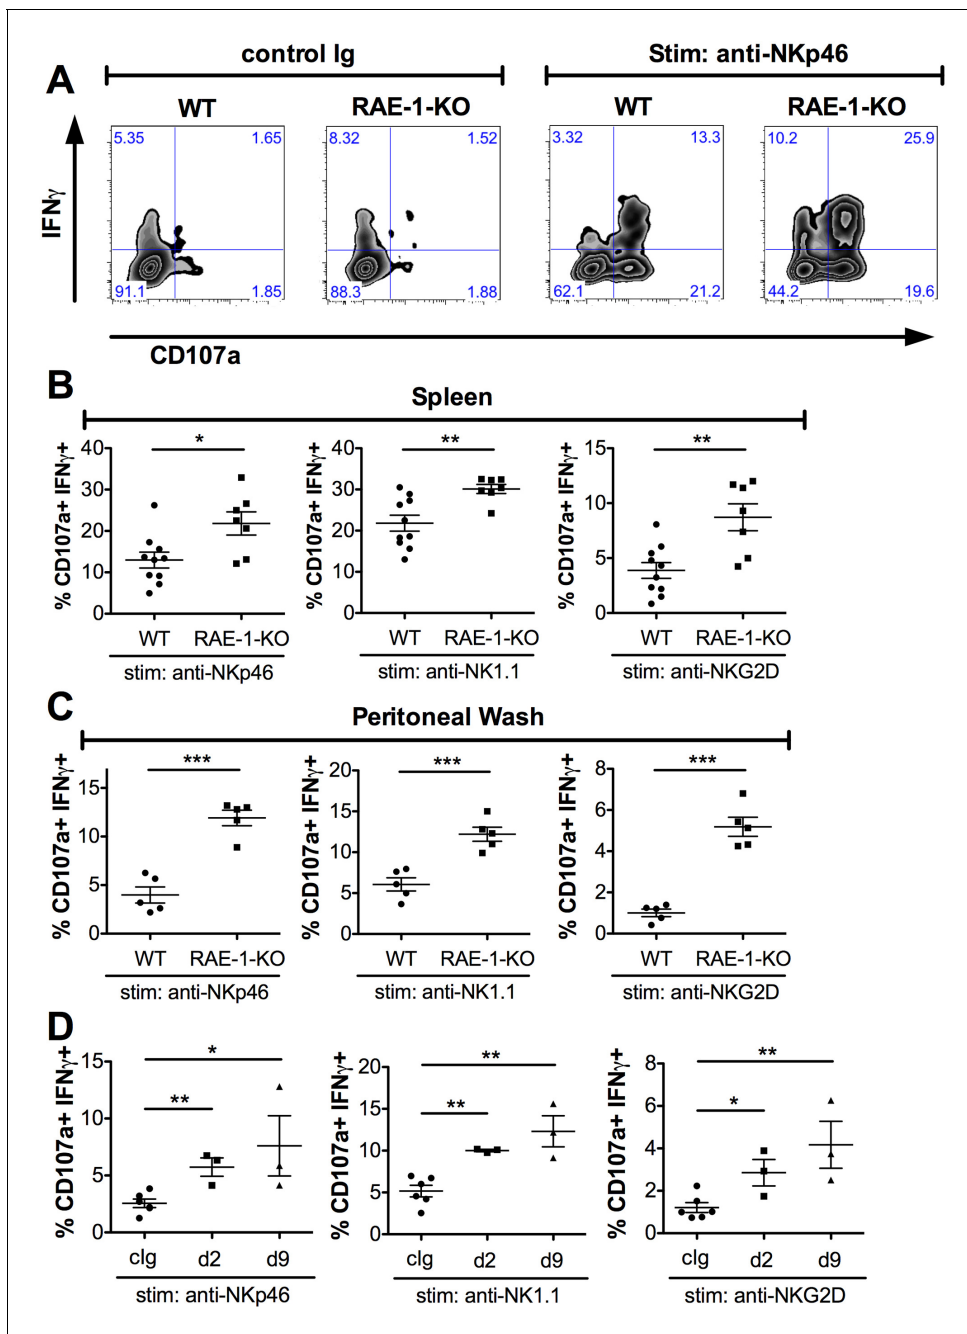 A
control Ig
Stim: anti-NKp46
WT
RAE-1-KO
WT
RAE-1-KO
IFNγ
5.35
1.65
91.1
1.85
8.32
1.52
88.3
1.88
3.32
13.3
62.1
21.2
10.2
25.9
44.2
19.6
CD107a
B
Spleen
% CD107a+ IFNγ+
40
30
20
10
0
*
WT
RAE-1-KO
stim: anti-NKp46
% CD107a+ IFNγ+
40
30
20
10
0
**
WT
RAE-1-KO
stim: anti-NK1.1
% CD107a+ IFNγ+
15
10
5
0
**
WT
RAE-1-KO
stim: anti-NKG2D
C
Peritoneal Wash
% CD107a+ IFNγ+
15
10
5
0
***
WT
RAE-1-KO
stim: anti-NKp46
% CD107a+ IFNγ+
20
15
10
5
0
***
WT
RAE-1-KO
stim: anti-NK1.1
% CD107a+ IFNγ+
8
6
4
2
0
***
WT
RAE-1-KO
stim: anti-NKG2D
D
% CD107a+ IFNγ+
15
10
5
0
*
**
cIg
d2
d9
stim: anti-NKp46
% CD107a+ IFNγ+
20
15
10
5
0
**
**
cIg
d2
d9
stim: anti-NK1.1
% CD107a+ IFNγ+
8
6
4
2
0
**
*
cIg
d2
d9
stim: anti-NKG2D